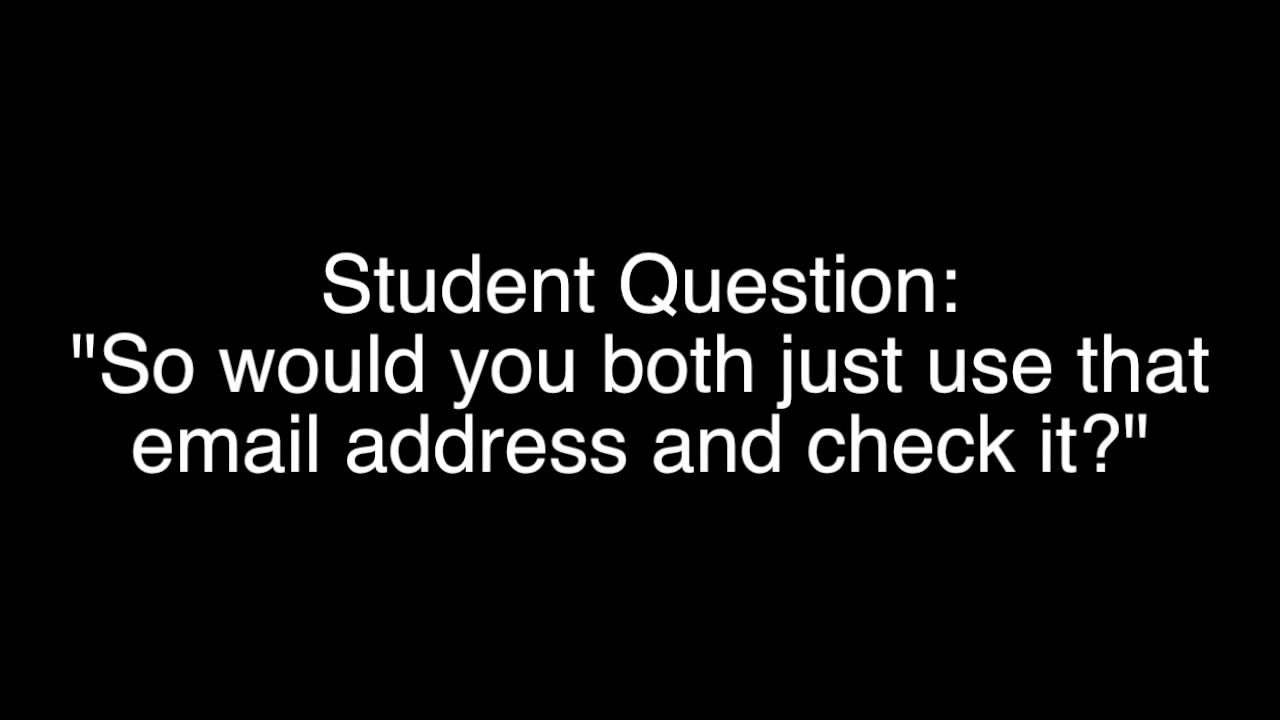 Student Question:
"So would you both just use that
email address and check it?"